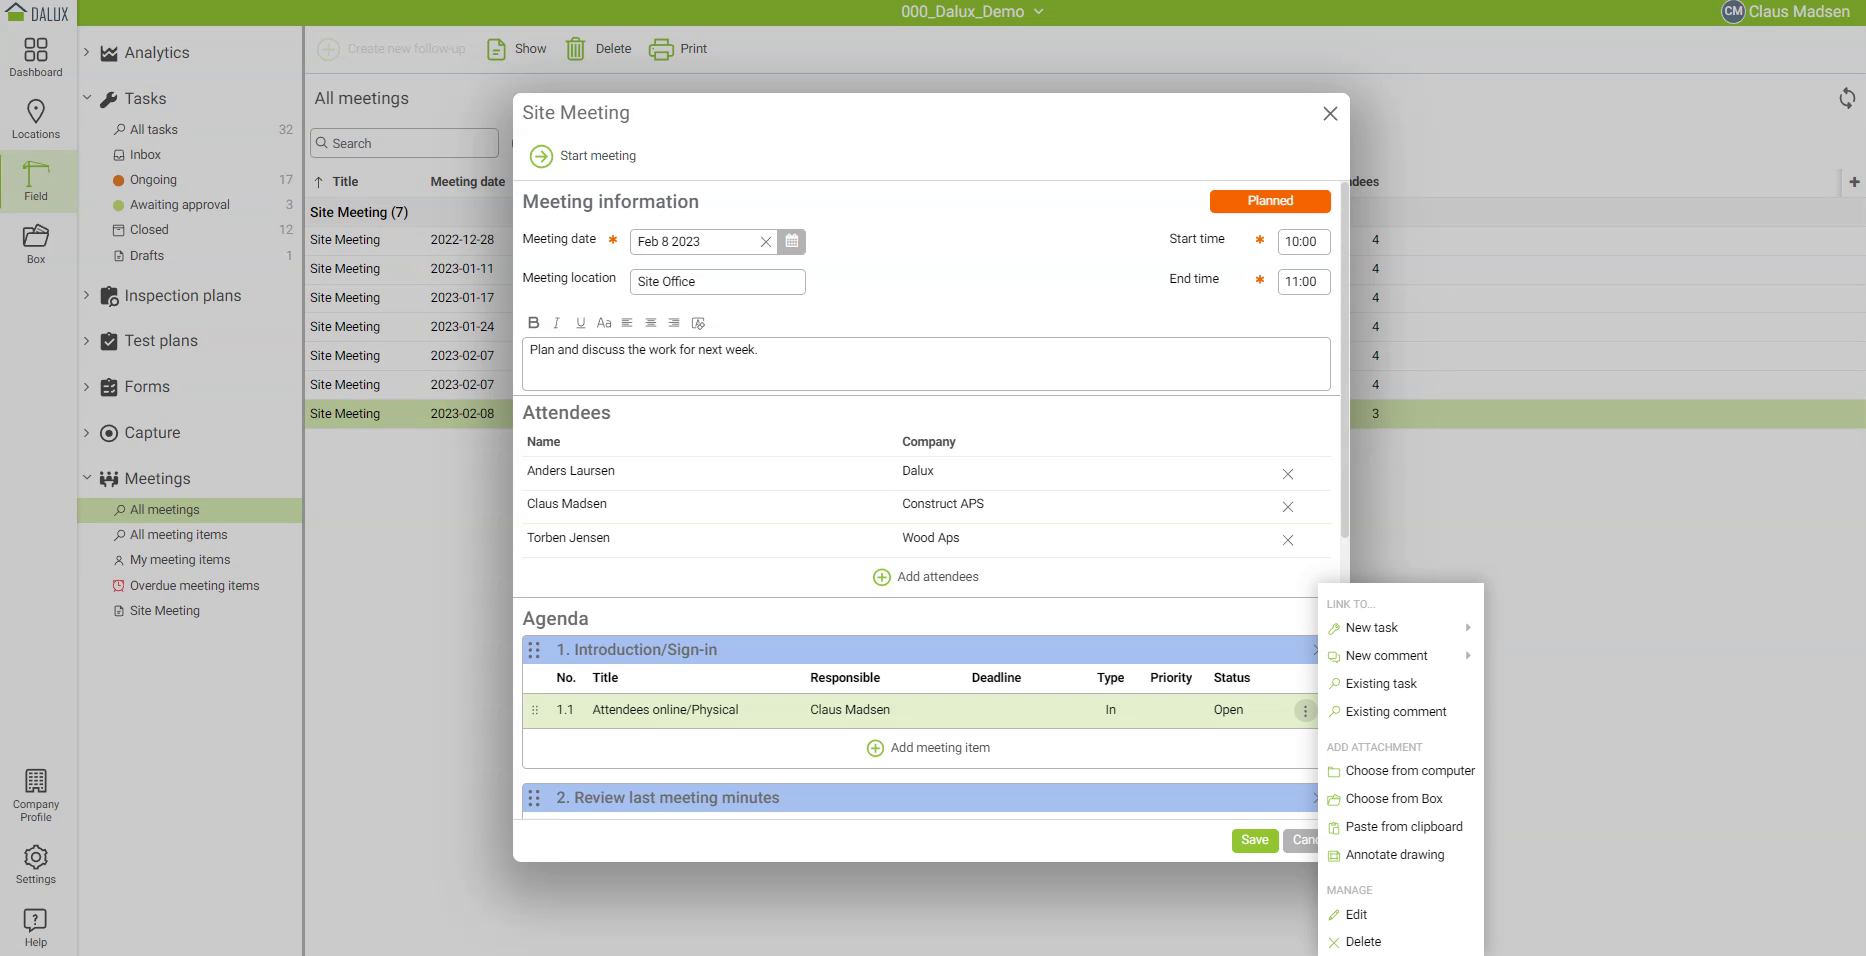 DALUX
000_Dalux_Demo
CM Claus Madsen
Dashboard
Locations
Field
Box
Company
Profile
Settings
Help
Analytics
Tasks
All tasks 32
Inbox
Ongoing 17
Awaiting approval 3
Closed 12
Drafts 1
Inspection plans
Test plans
Forms
Capture
Meetings
All meetings
All meeting items
My meeting items
Overdue meeting items
Site Meeting
Create new follow-up Show Delete Print
All meetings
Search
Title Meeting date
Site Meeting (7)
Site Meeting 2022-12-28 4
Site Meeting 2023-01-11 4
Site Meeting 2023-01-17 4
Site Meeting 2023-01-24 4
Site Meeting 2023-02-07 4
Site Meeting 2023-02-07 4
Site Meeting 2023-02-08 3
Site Meeting
Start meeting
Meeting information Planned
Meeting date * Feb 8 2023 Start time * 10:00
Meeting location Site Office End time * 11:00
B I U Aa
Plan and discuss the work for next week.
Attendees
Name Company
Anders Laursen Dalux
Claus Madsen Construct APS
Torben Jensen Wood Aps
Add attendees
Agenda
1. Introduction/Sign-in
No. Title Responsible Deadline Type Priority Status
1.1 Attendees online/Physical Claus Madsen In Open
Add meeting item
2. Review last meeting minutes
Save Canc
LINK TO...
New task
New comment
Existing task
Existing comment
ADD ATTACHMENT
Choose from computer
Choose from Box
Paste from clipboard
Annotate drawing
MANAGE
Edit
Delete